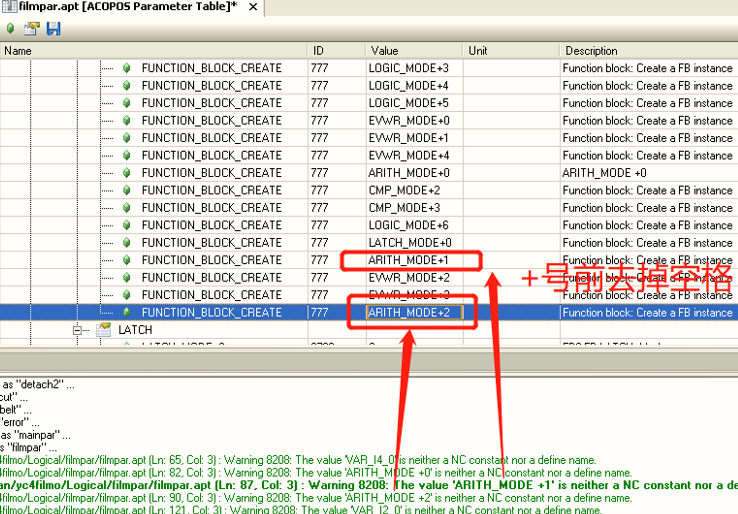 filmpar.apt [ACOPOS Parameter Table]* ×
Name ID Value Unit Description
FUNCTION_BLOCK_CREATE 777 LOGIC_MODE+3 Function block: Create a FB instance
FUNCTION_BLOCK_CREATE 777 LOGIC_MODE+4 Function block: Create a FB instance
FUNCTION_BLOCK_CREATE 777 LOGIC_MODE+5 Function block: Create a FB instance
FUNCTION_BLOCK_CREATE 777 EVWR_MODE+0 Function block: Create a FB instance
FUNCTION_BLOCK_CREATE 777 EVWR_MODE+1 Function block: Create a FB instance
FUNCTION_BLOCK_CREATE 777 EVWR_MODE+4 Function block: Create a FB instance
FUNCTION_BLOCK_CREATE 777 ARITH_MODE+0 ARITH_MODE +0
FUNCTION_BLOCK_CREATE 777 CMP_MODE+2 Function block: Create a FB instance
FUNCTION_BLOCK_CREATE 777 CMP_MODE+3 Function block: Create a FB instance
FUNCTION_BLOCK_CREATE 777 LOGIC_MODE+6 Function block: Create a FB instance
FUNCTION_BLOCK_CREATE 777 LATCH_MODE+0 Function block: Create a FB instance
FUNCTION_BLOCK_CREATE 777 ARITH_MODE+1 Function block: Create a FB instance
+号前去掉空格
FUNCTION_BLOCK_CREATE 777 EVWR_MODE+2 Function block: Create a FB instance
FUNCTION_BLOCK_CREATE 777 EVWR_MODE+3 Function block: Create a FB instance
FUNCTION_BLOCK_CREATE 777 ARITH_MODE+2 Function block: Create a FB instance
LATCH
as "detach2" ...
cut" ...
belt" ...
"error" ...
as "mainpar" ...
s "filmpar" ...
4filmo/Logical/filmpar/filmpar.apt (Ln: 65, Col: 3) : Warning 8208: The value 'VAR_I4_0' is neither a NC constant nor a define name.
4filmo/Logical/filmpar/filmpar.apt (Ln: 82, Col: 3) : Warning 8208: The value 'ARITH_MODE +0' is neither a NC constant nor a define name.
an/yc4filmo/Logical/filmpar/filmpar.apt (Ln: 87, Col: 3) : Warning 8208: The value 'ARITH_MODE +1' is neither a NC constant nor a de
4filmo/Logical/filmpar/filmpar.apt (Ln: 90, Col: 3) : Warning 8208: The value 'ARITH_MODE +2' is neither a NC constant nor a define name.
4filmo/Logical/filmpar/filmpar.apt (Ln: 121, Col: 3) : Warning 8208: The value 'VAR_I2_0' is neither a NC constant nor a define name.